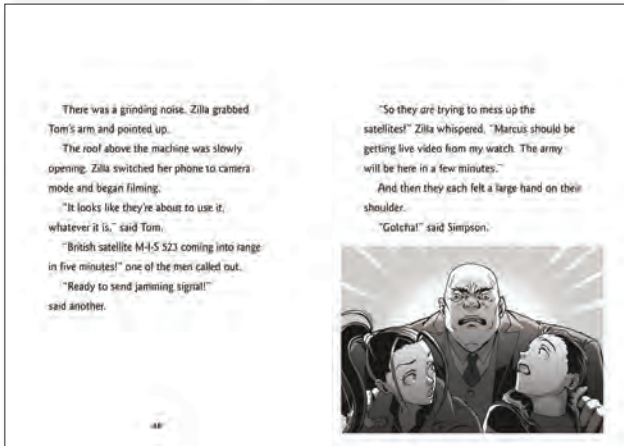 There was a grinding noise. Zilla grabbed
Tom's arm and pointed up.
The roof above the machine was slowly
opening. Zilla switched her phone to camera
mode and began filming.
"It looks like they're about to use it,
whatever it is," said Tom.
"British satellite M-I-S 523 coming into range
in five minutes!" one of the men called out.
"Ready to send jamming signal!"
said another.
48
"So they are trying to mess up the
satellites!" Zilla whispered. "Marcus should be
getting live video from my watch. The army
will be here in a few minutes."
And then they each felt a large hand on their
shoulder.
"Gotcha!" said Simpson.